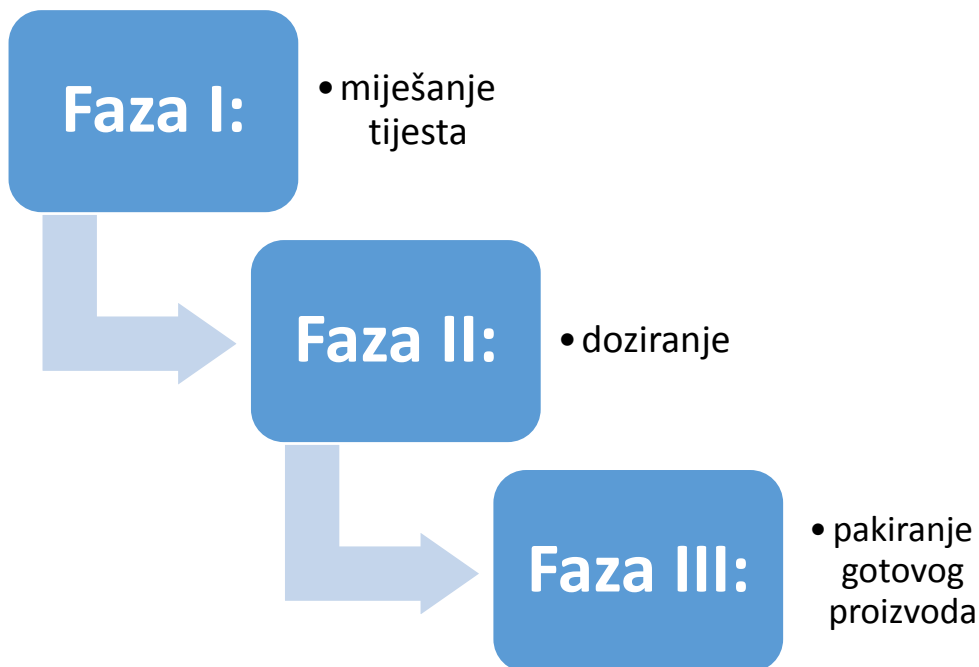 Faza I:
• miješanje
tijesta
Faza II:
• doziranje
Faza III:
• pakiranje
gotovog
proizvoda